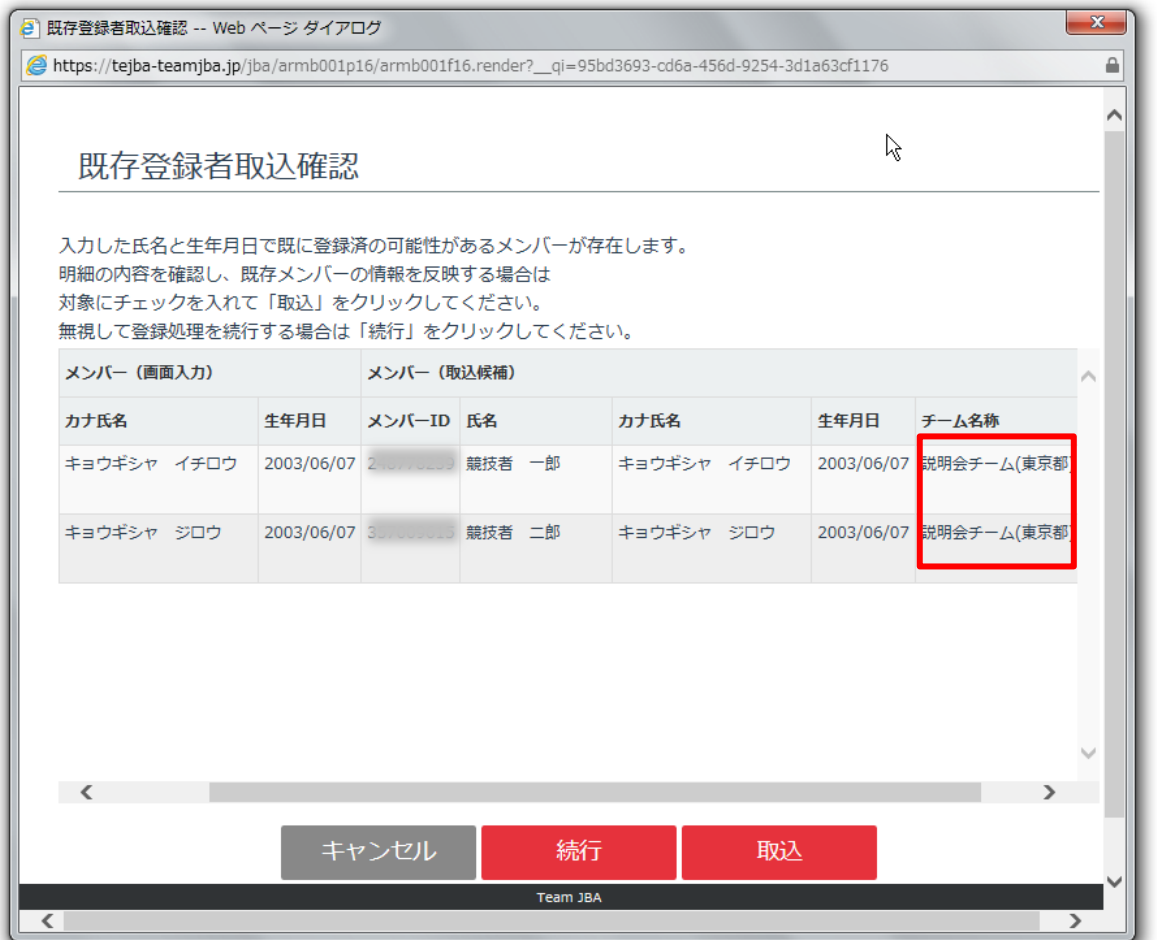 既存登録者取込確認 -- Web ページ ダイアログ
https://tejba-teamjba.jp/jba/armb001p16/armb001f16.render?__qi=95bd3693-cd6a-456d-9254-3d1a63cf1176
既存登録者取込確認
入力した氏名と生年月日で既に登録済の可能性があるメンバーが存在します。
明細の内容を確認し、既存メンバーの情報を反映する場合は
対象にチェックを入れて「取込」をクリックしてください。
無視して登録処理を続行する場合は「続行」をクリックしてください。
メンバー（画面入力） メンバー（取込候補）
カナ氏名 生年月日 メンバーID 氏名 カナ氏名 生年月日 チーム名称
キョウギシャ　イチロウ 2003/06/07 競技者　一郎 キョウギシャ　イチロウ 2003/06/07 説明会チーム(東京都)
キョウギシャ　ジロウ 2003/06/07 競技者　二郎 キョウギシャ　ジロウ 2003/06/07 説明会チーム(東京都)
キャンセル 続行 取込
Team JBA